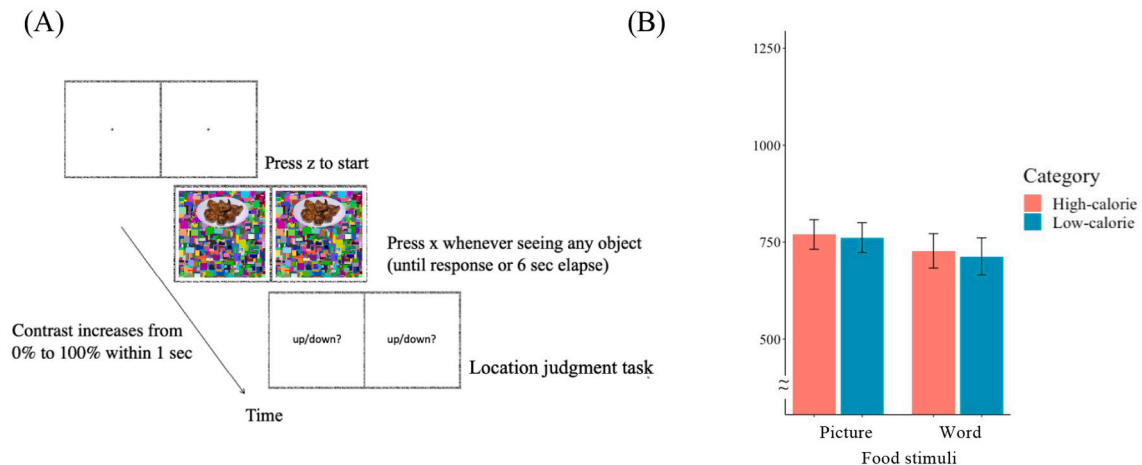 (A)
Press z to start
Press x whenever seeing any object
(until response or 6 sec elapse)
Contrast increases from
0% to 100% within 1 sec
up/down?
up/down?
Location judgment task
Time
(B)
1250
1000
750
500
≈
Picture
Word
Food stimuli
Category
High-calorie
Low-calorie